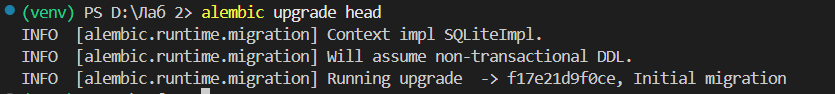 (venv) PS D:\Лаб 2> alembic upgrade head
INFO  [alembic.runtime.migration] Context impl SQLiteImpl.
INFO  [alembic.runtime.migration] Will assume non-transactional DDL.
INFO  [alembic.runtime.migration] Running upgrade  -> f17e21d9f0ce, Initial migration